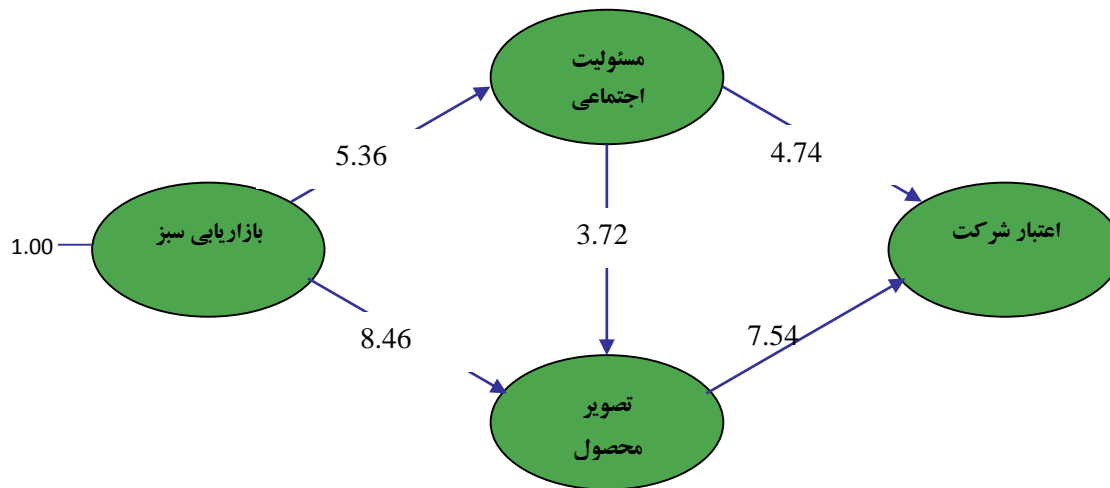 مسئولیت
اجتماعی
5.36
4.74
1.00
بازاریابی سبز
3.72
اعتبار شرکت
8.46
7.54
تصویر
محصول